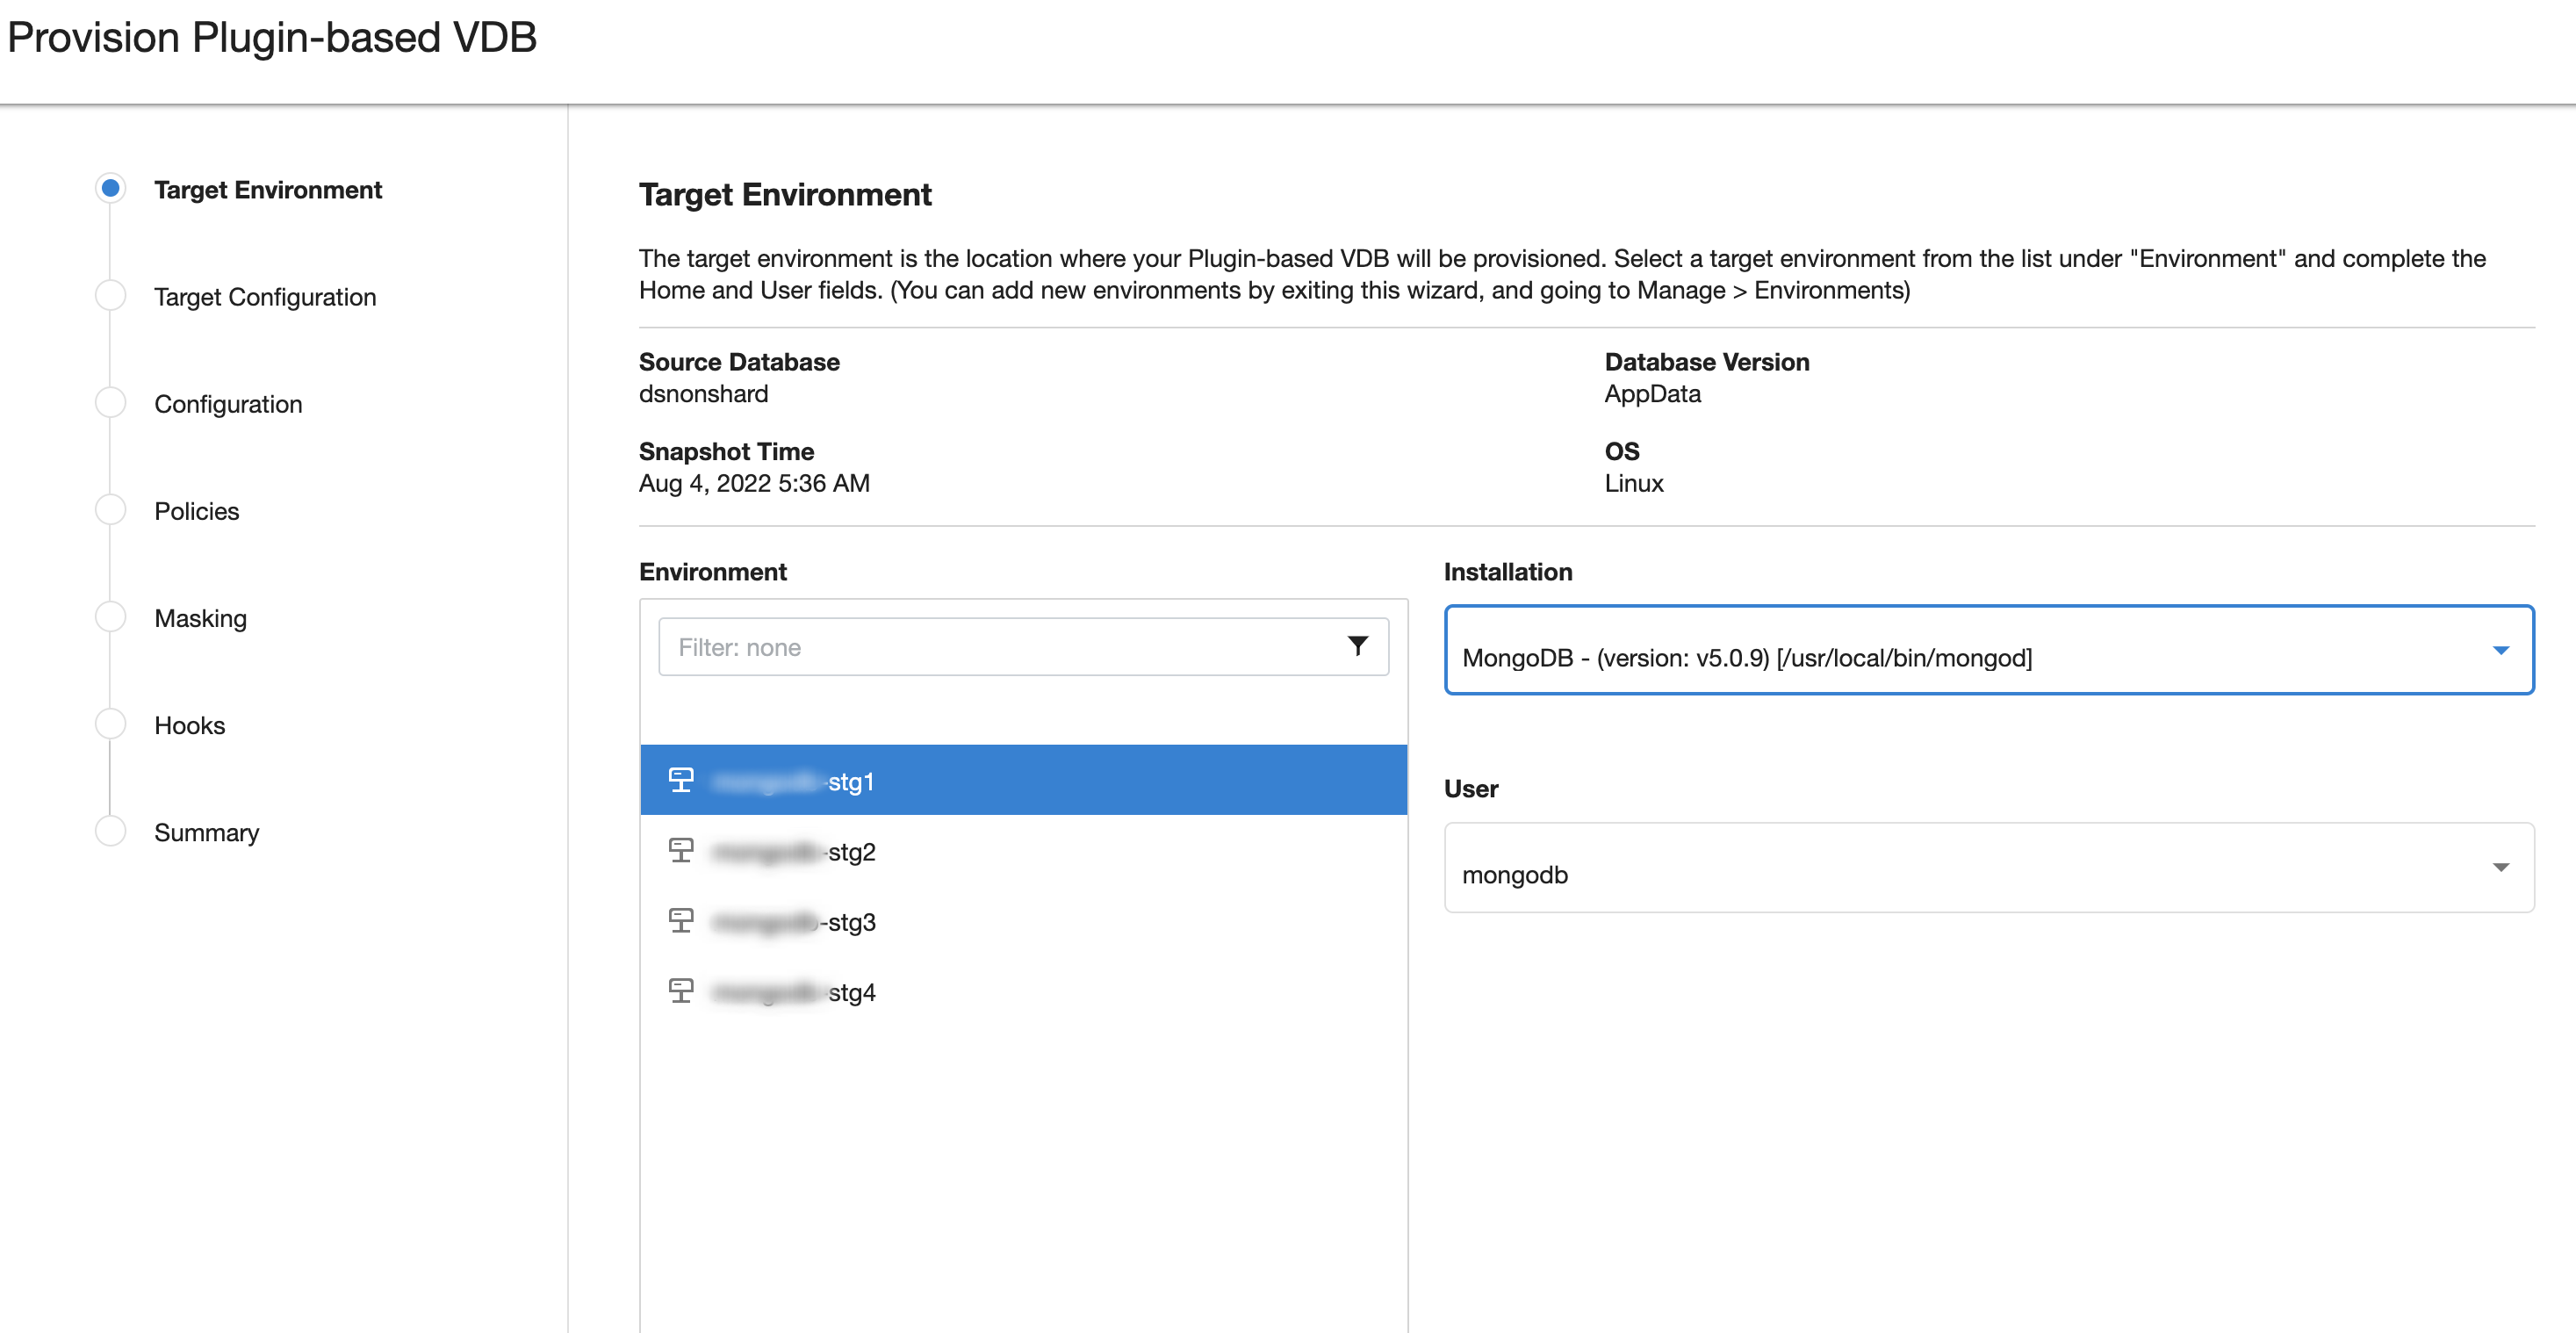 Provision Plugin-based VDB
Target Environment
Target Configuration
Configuration
Policies
Masking
Hooks
Summary
Target Environment
The target environment is the location where your Plugin-based VDB will be provisioned. Select a target environment from the list under "Environment" and complete the
Home and User fields. (You can add new environments by exiting this wizard, and going to Manage > Environments)
Source Database
dsnonshard
Database Version
AppData
Snapshot Time
Aug 4, 2022 5:36 AM
OS
Linux
Environment
Filter: none
-stg1
-stg2
-stg3
-stg4
Installation
MongoDB - (version: v5.0.9) [/usr/local/bin/mongod]
User
mongodb